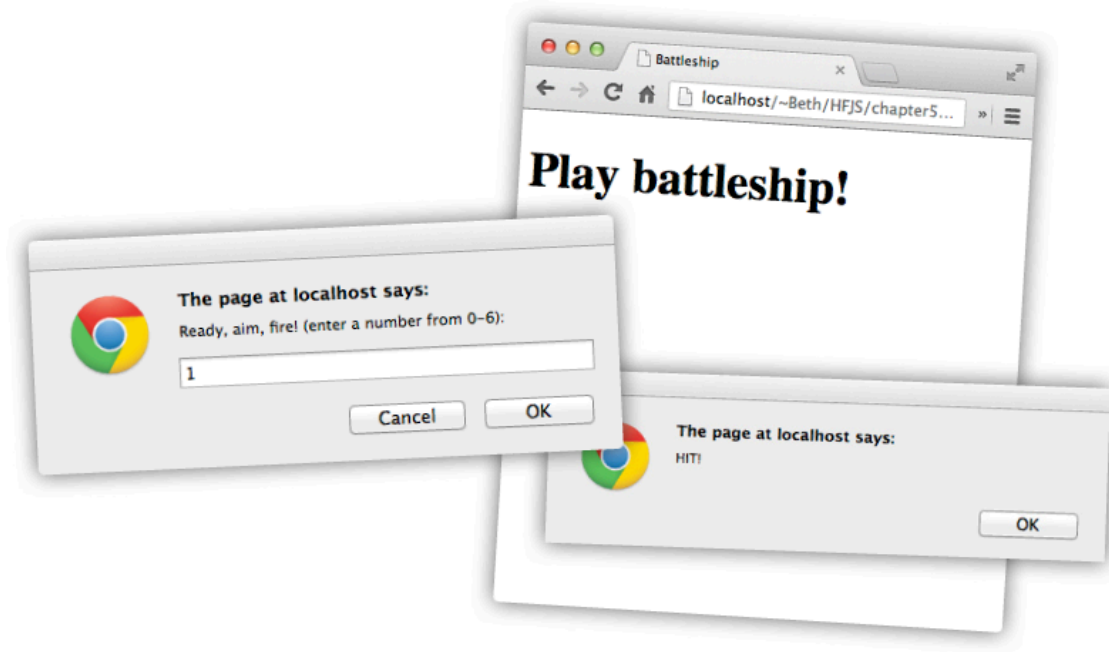 Battleship
localhost/~Beth/HFJS/chapter5...
»
Play battleship!
The page at localhost says:
Ready, aim, fire! (enter a number from 0–6):
1
Cancel OK
The page at localhost says:
HIT!
OK